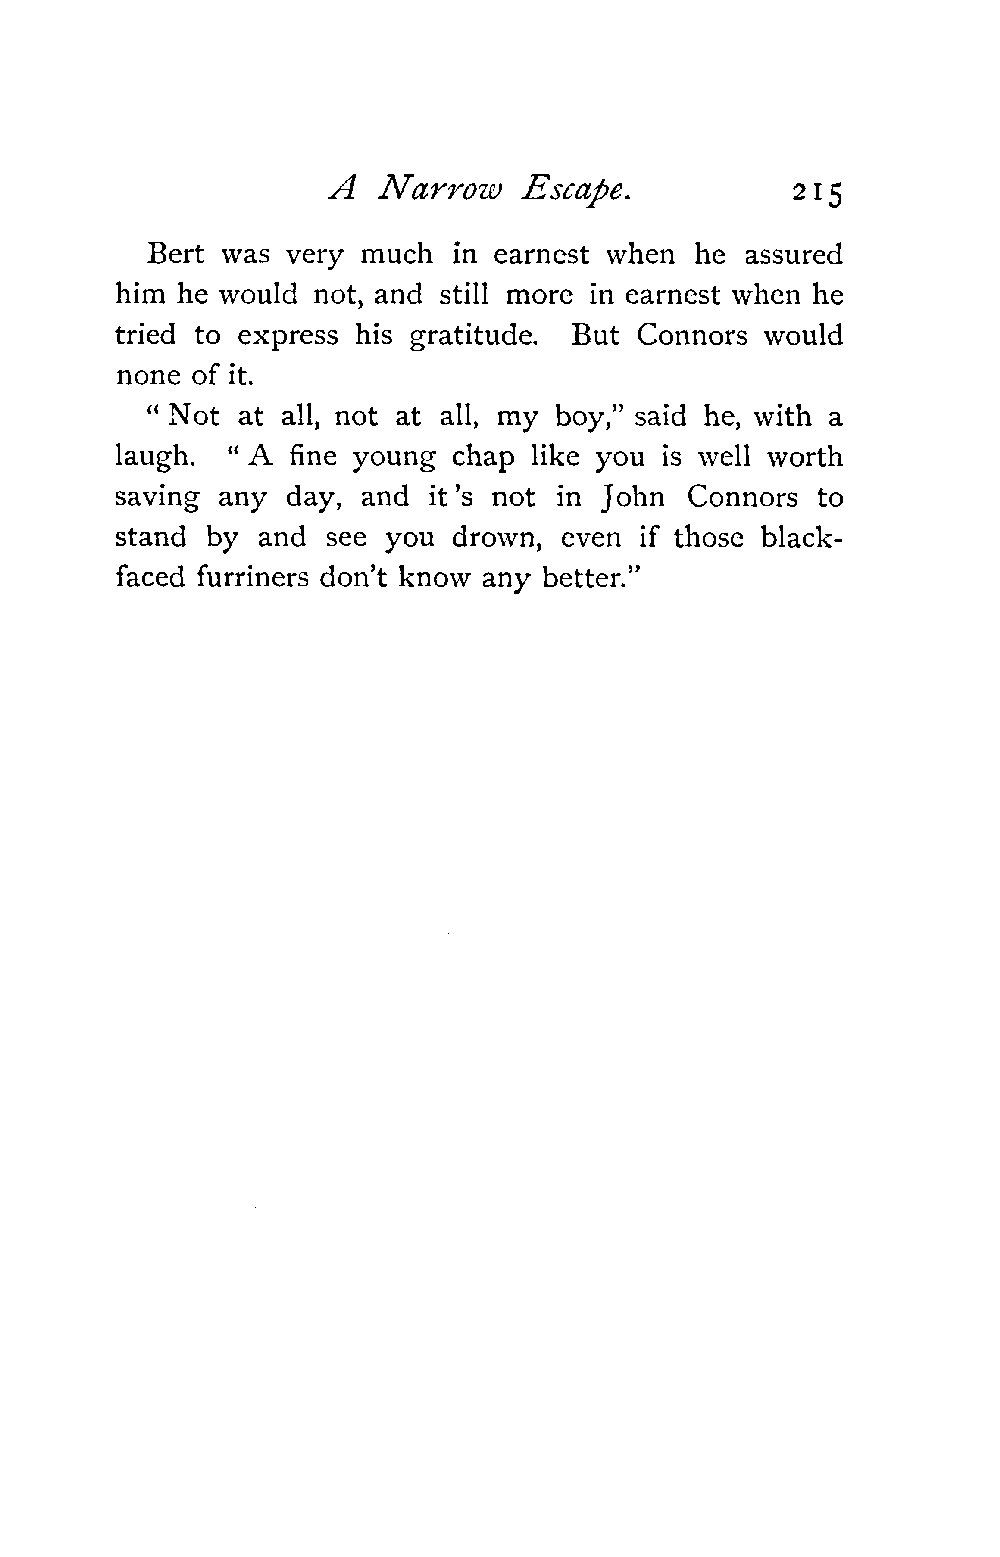 A Narrow Escape. 215
Bert was very much in earnest when he assured
him he would not, and still more in earnest when he
tried to express his gratitude. But Connors would
none of it.
“ Not at all, not at all, my boy,” said he, with a
laugh. “ A fine young chap like you is well worth
saving any day, and it 's not in John Connors to
stand by and see you drown, even if those black-
faced furriners don't know any better.”